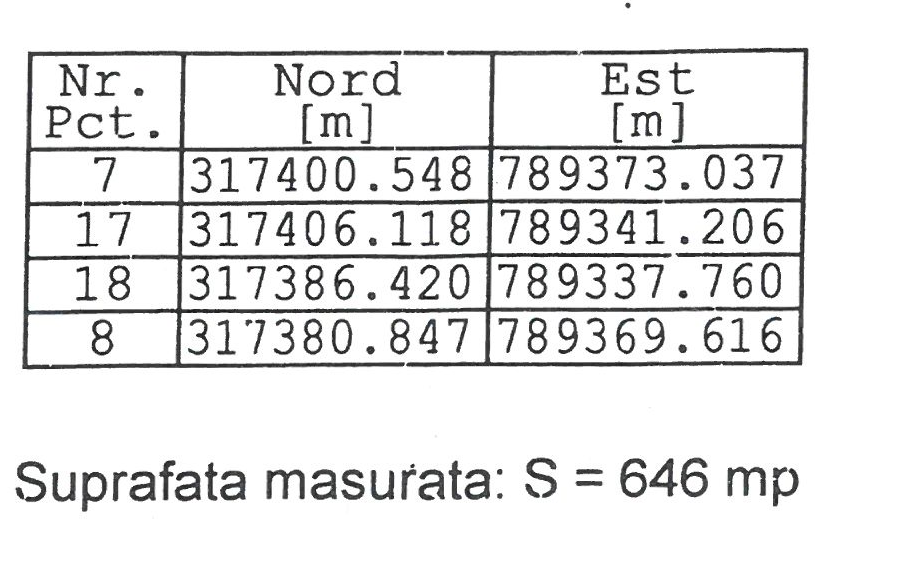 Nr. Pct. Nord [m] Est [m]
7 317400.548 789373.037
17 317406.118 789341.206
18 317386.420 789337.760
8 317380.847 789369.616
Suprafata masurata: S = 646 mp